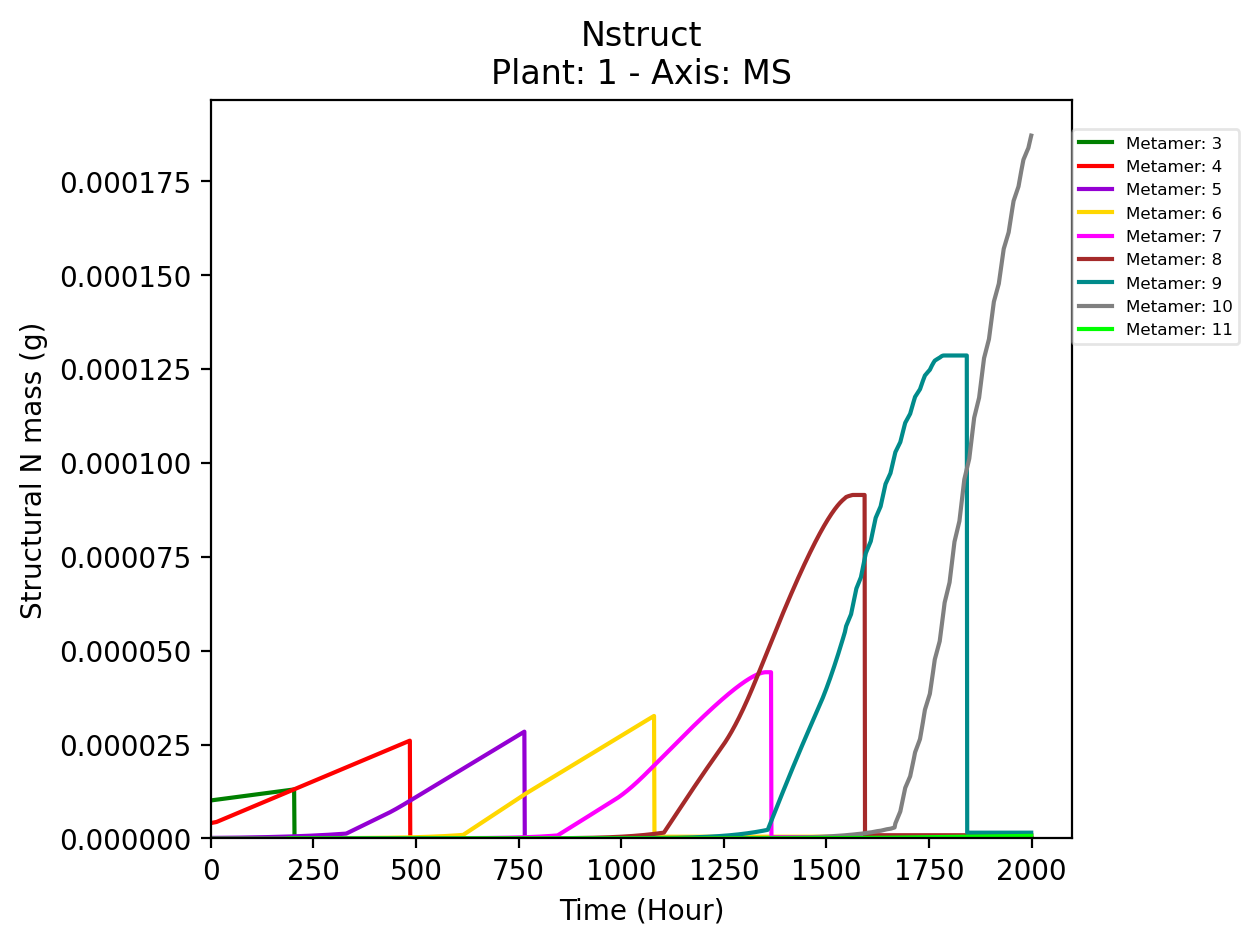 Nstruct
Plant: 1 - Axis: MS
Structural N mass (g)
0.000175
0.000150
0.000125
0.000100
0.000075
0.000050
0.000025
0.000000
0 250 500 750 1000 1250 1500 1750 2000
Time (Hour)
Metamer: 3
Metamer: 4
Metamer: 5
Metamer: 6
Metamer: 7
Metamer: 8
Metamer: 9
Metamer: 10
Metamer: 11